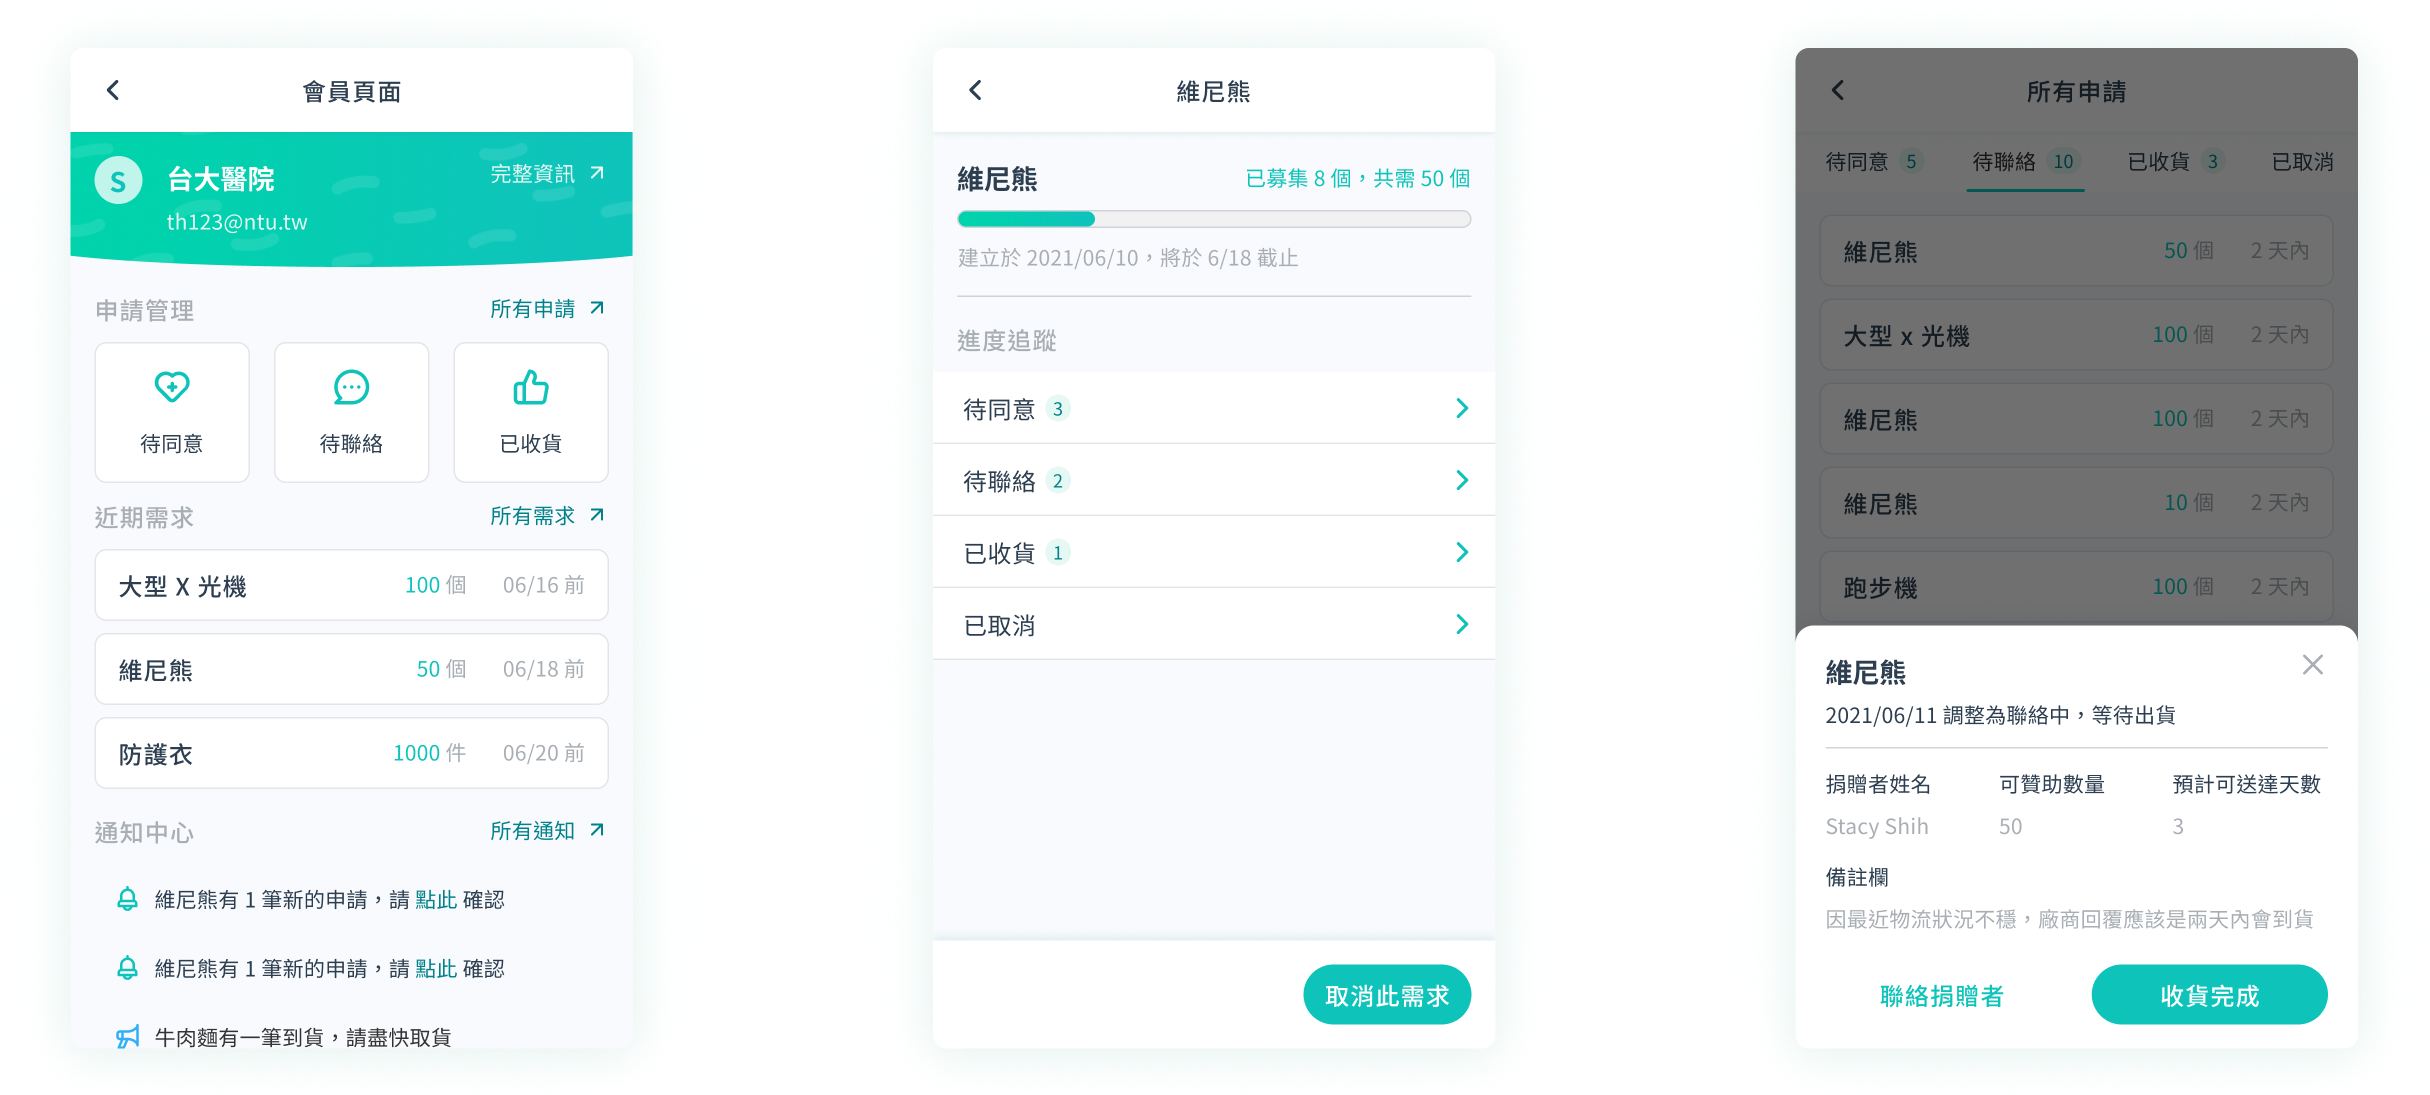 會員頁面
S
台大醫院
完整資訊
th123@ntu.tw
申請管理
所有申請
待同意
待聯絡
已收貨
近期需求
所有需求
大型 X 光機 100 個 06/16 前
維尼熊 50 個 06/18 前
防護衣 1000 件 06/20 前
通知中心
所有通知
維尼熊有 1 筆新的申請，請 點此 確認
維尼熊有 1 筆新的申請，請 點此 確認
牛肉麵有一筆到貨，請盡快取貨
維尼熊
維尼熊
已募集 8 個，共需 50 個
建立於 2021/06/10，將於 6/18 截止
進度追蹤
待同意 3
待聯絡 2
已收貨 1
已取消
取消此需求
所有申請
待同意 5 待聯絡 10 已收貨 3 已取消
維尼熊 50 個 2 天內
大型 x 光機 100 個 2 天內
維尼熊 100 個 2 天內
維尼熊 10 個 2 天內
跑步機 100 個 2 天內
維尼熊
2021/06/11 調整為聯絡中，等待出貨
捐贈者姓名 可贊助數量 預計可送達天數
Stacy Shih 50 3
備註欄
因最近物流狀況不穩，廠商回覆應該是兩天內會到貨
聯絡捐贈者
收貨完成